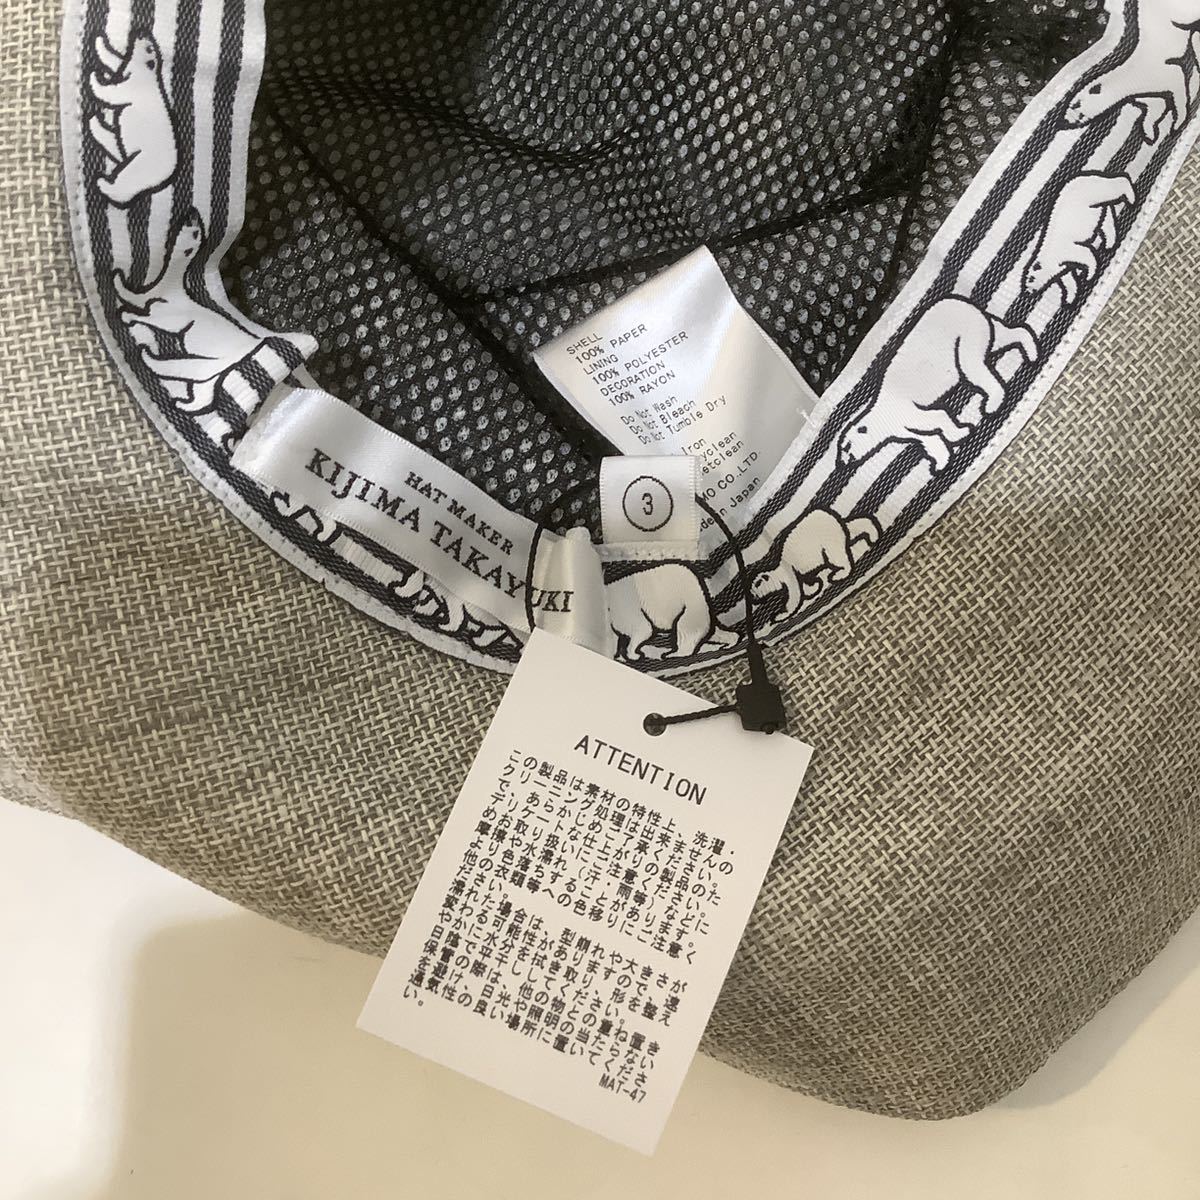 SHELL
100% PAPER
LINING
100% POLYESTER
DECORATION
100% RAYON
Do Not Wash
Do Not Bleach
Do Not Tumble Dry
Iron
yclean
etclean
MO CO.,LTD.
de in Japan
HAT MAKER
KIJIMA TAKAYUKI
3
ATTENTION
この製品は素材の特性上、洗濯・
クリーニング処理は出来ませんの
で、あらかじめご了承ください。
デリケートな仕上がりの製品のた
め、お取り扱いにご注意ください。
摩擦や水濡れ(汗・雨等)などに
より色落ちすることがあります。
他の衣類等への色移りにご注意く
ださい。
濡れた場合は、型崩れや大きさが
変わる可能性がありますので、速
やかに水分を拭き取り、形を整え
日陰で平干ししてください。
保管の際は、他の物との重ね置き
を避け、日光や照明の当たらない
通気性の良い場所に置いてくださ
い。
MAT-47